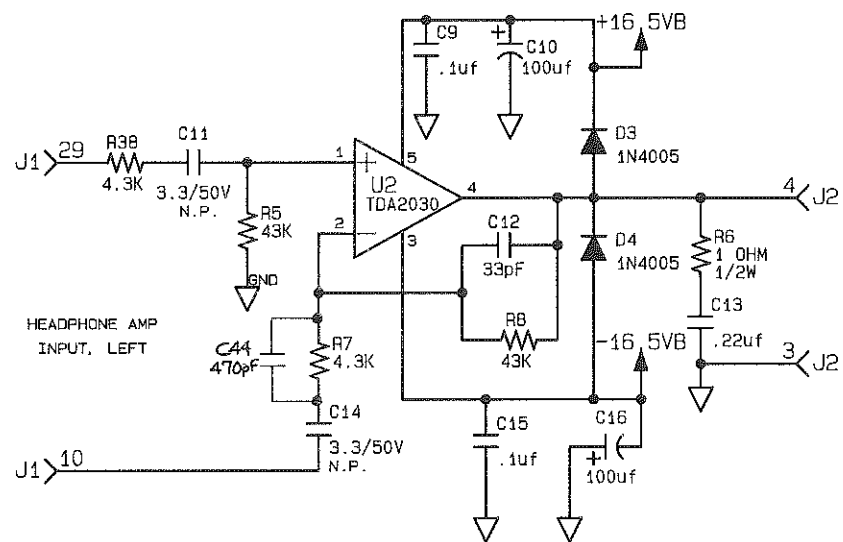 +16.5VB
C9
.1uf
+
C10
100uf
D3
1N4005
J1
29
R38
4.3K
C11
3.3/50V
N.P.
R5
43K
GND
1
+
5
U2
TDA2030
4
2
-
3
C12
33pF
R8
43K
D4
1N4005
4
J2
R6
1 OHM
1/2W
C13
.22uf
3
J2
HEADPHONE AMP
INPUT, LEFT
C44
470pF
R7
4.3K
C14
3.3/50V
N.P.
J1
10
C15
.1uf
-16.5VB
C16
+
100uf